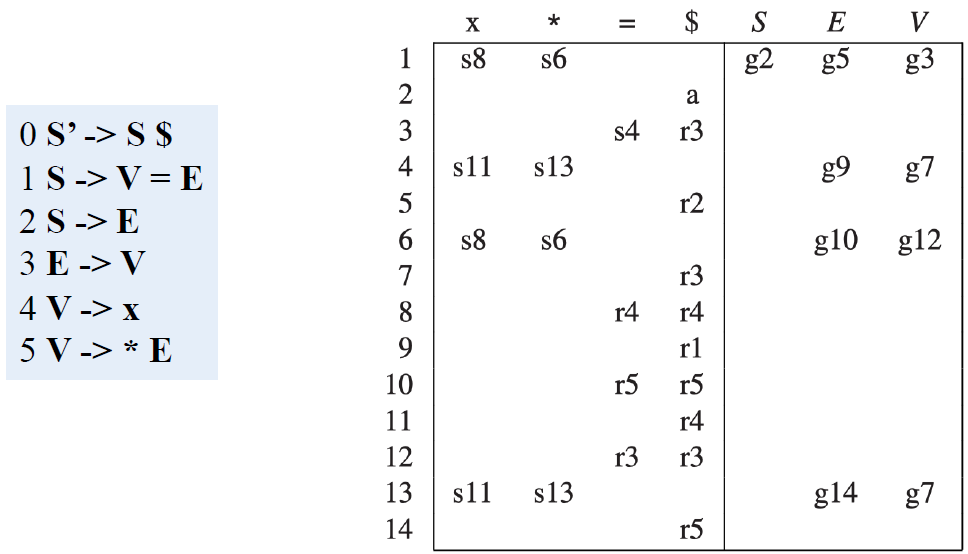 0 S’ -> S $
1 S -> V = E
2 S -> E
3 E -> V
4 V -> x
5 V -> * E
x * = $ S E V
1 s8 s6 g2 g5 g3
2 a
3 s4 r3
4 s11 s13 g9 g7
5 r2
6 s8 s6 g10 g12
7 r3
8 r4 r4
9 r1
10 r5 r5
11 r4
12 r3 r3
13 s11 s13 g14 g7
14 r5